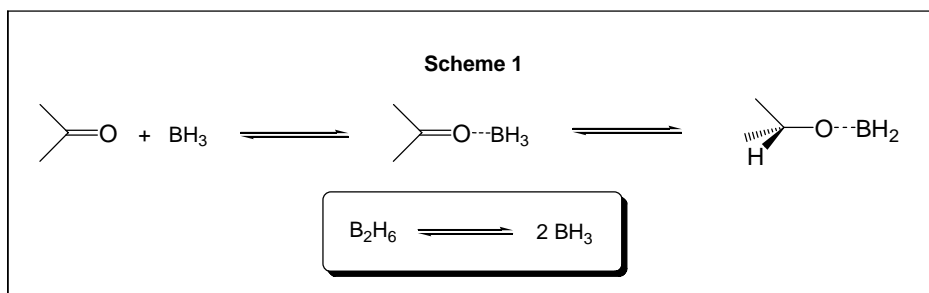 Scheme 1
O + BH₃ O---BH₃ O---BH₂
H
B₂H₆ 2 BH₃